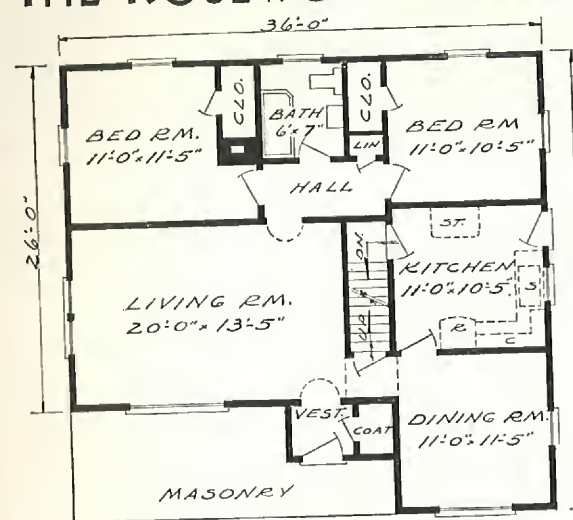 36'-0"
26'-0"
BED RM.
11'-0"x11'-5"
CLO.
BATH
6'x7'
CLO.
LIN
BED RM
11'-0"x10'-5"
HALL
LIVING RM.
20'-0"x13'-5"
DN.
UP
ST.
KITCHEN
11'-0"x10'-5
S
R
C
VEST.
COAT
DINING RM.
11'-0"x11'-5"
MASONRY